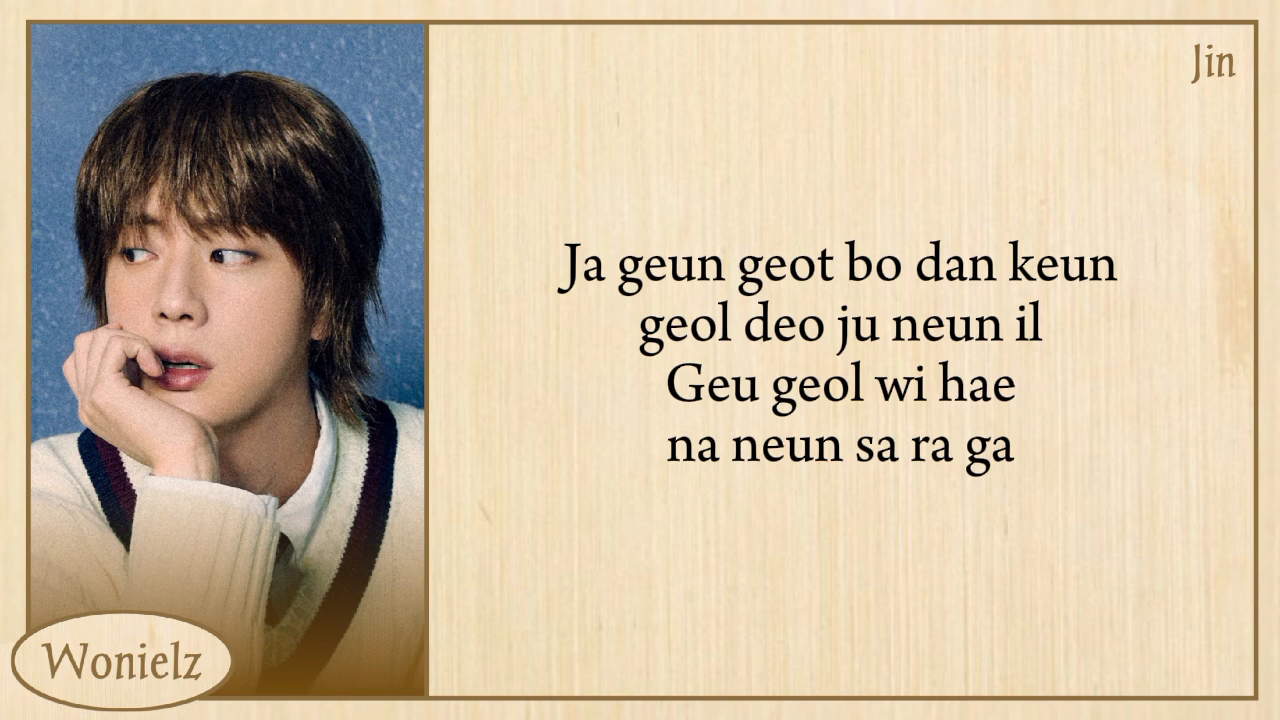 Jin
Ja geun geot bo dan keun
geol deo ju neun il
Geu geol wi hae
na neun sa ra ga
Wonielz